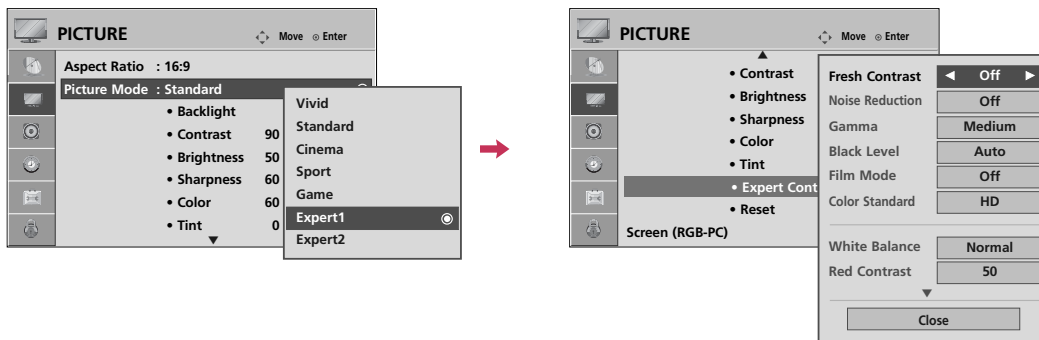 PICTURE
Move
Enter
Aspect Ratio : 16:9
Picture Mode : Standard
• Backlight
• Contrast 90
• Brightness 50
• Sharpness 60
• Color 60
• Tint 0
Vivid
Standard
Cinema
Sport
Game
Expert1
Expert2
PICTURE
Move
Enter
• Contrast
• Brightness
• Sharpness
• Color
• Tint
• Expert Cont
• Reset
Screen (RGB-PC)
Fresh Contrast Off
Noise Reduction Off
Gamma Medium
Black Level Auto
Film Mode Off
Color Standard HD
White Balance Normal
Red Contrast 50
Close